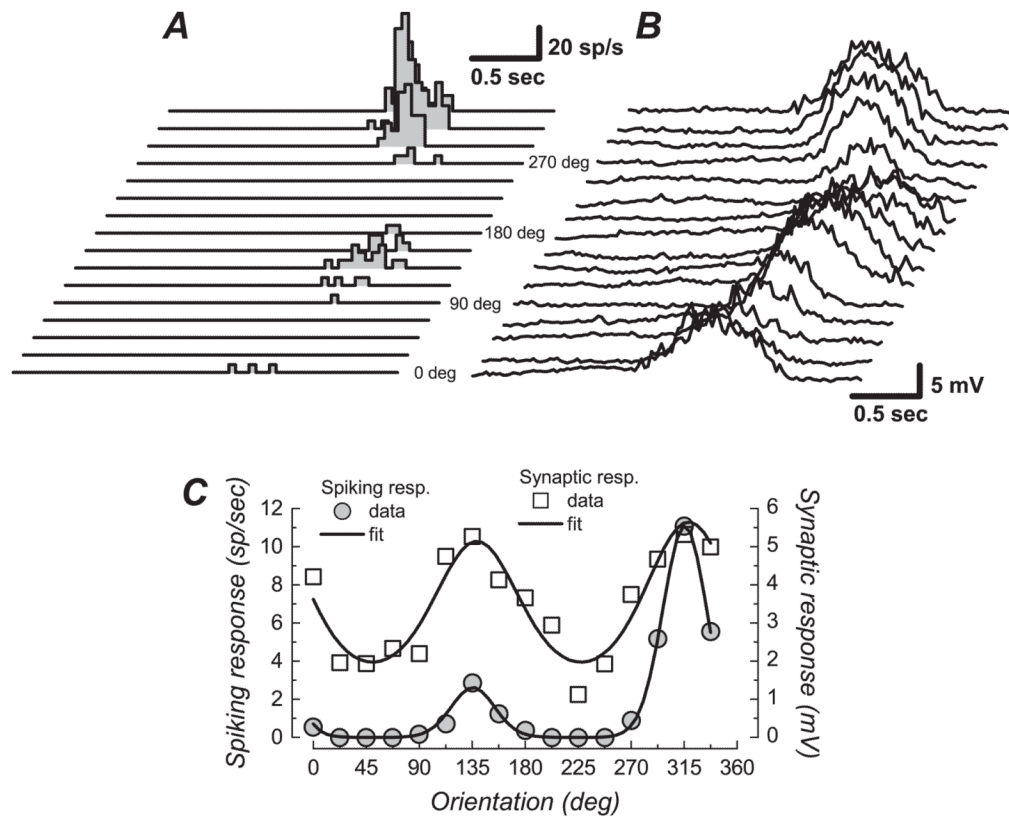 A
20 sp/s
0.5 sec
270 deg
180 deg
90 deg
0 deg
B
5 mV
0.5 sec
C
Spiking resp.
data
fit
Synaptic resp.
data
fit
Spiking response (sp/sec)
12
10
8
6
4
2
0
6
5
4
3
2
1
0
Synaptic response (mV)
0 45 90 135 180 225 270 315 360
Orientation (deg)